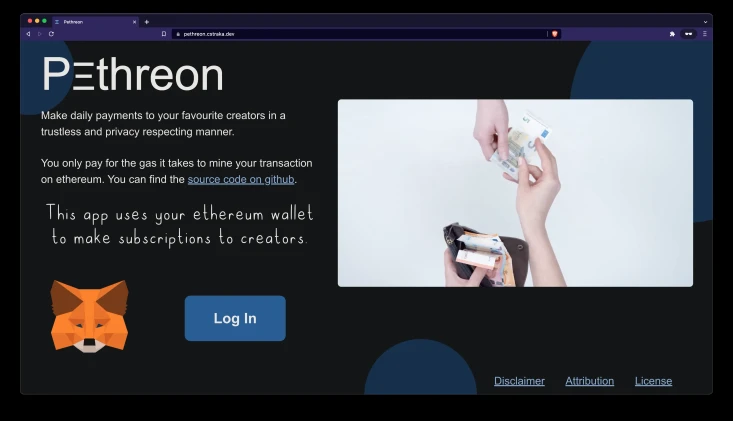 Pethreon
pethreon.cstraka.dev
PΞthreon
Make daily payments to your favourite creators in a
trustless and privacy respecting manner.
You only pay for the gas it takes to mine your transaction
on ethereum. You can find the source code on github.
This app uses your ethereum wallet
to make subscriptions to creators.
Log In
Disclaimer
Attribution
License